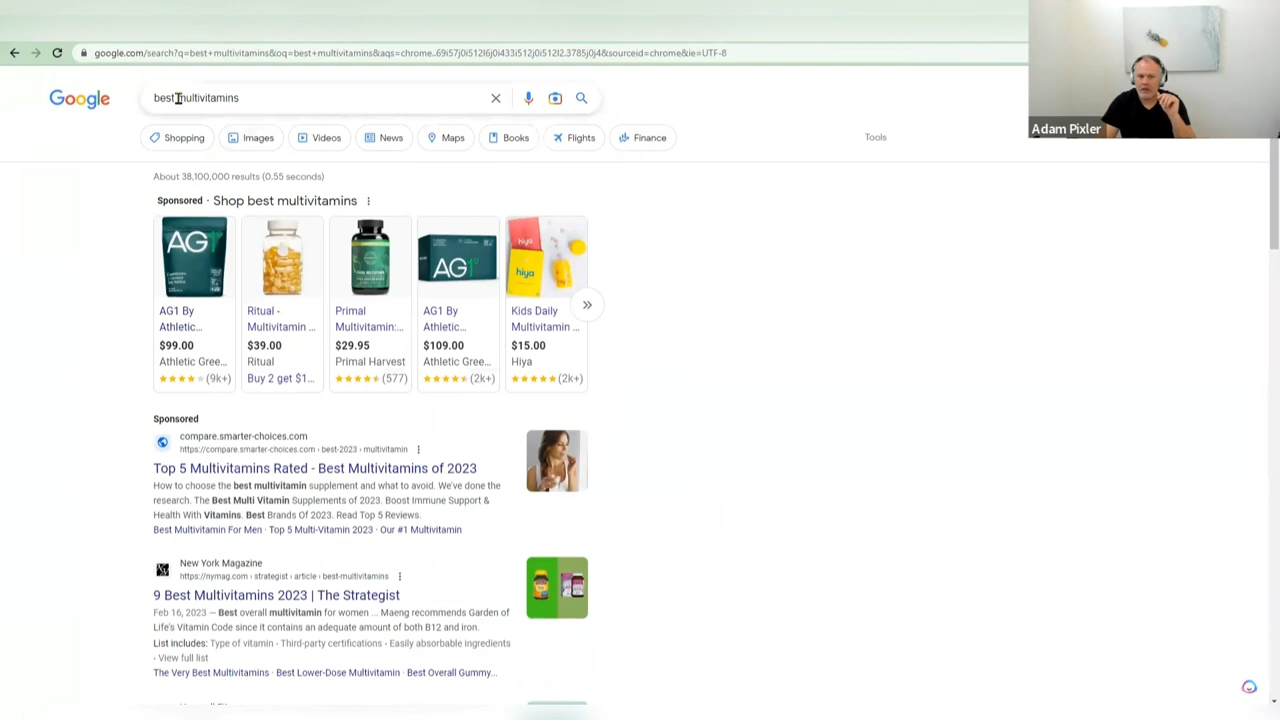 google.com/search?q=best+multivitamins&oq=best+multivitamins&aqs=chrome..69i57j0i512l6j0i433i512j0i512l2.3785j0j4&sourceid=chrome&ie=UTF-8
Adam Pixler
Google
best multivitamins
Shopping Images Videos News Maps Books Flights Finance
Tools
About 38,100,000 results (0.55 seconds)
Sponsored · Shop best multivitamins
AG1
AG1
hiya
hiya
AG1 By Athletic...
$99.00
Athletic Gree...
(9k+)
Ritual - Multivitamin ...
$39.00
Ritual
Buy 2 get $1...
Primal Multivitamin:...
$29.95
Primal Harvest
(577)
AG1 By Athletic...
$109.00
Athletic Gree...
(2k+)
Kids Daily Multivitamin ...
$15.00
Hiya
(2k+)
Sponsored
compare.smarter-choices.com
https://compare.smarter-choices.com › best-2023 › multivitamin
Top 5 Multivitamins Rated - Best Multivitamins of 2023
How to choose the best multivitamin supplement and what to avoid. We've done the
research. The Best Multi Vitamin Supplements of 2023. Boost Immune Support &
Health With Vitamins. Best Brands Of 2023. Read Top 5 Reviews.
Best Multivitamin For Men · Top 5 Multi-Vitamin 2023 · Our #1 Multivitamin
New York Magazine
https://nymag.com › strategist › article › best-multivitamins
9 Best Multivitamins 2023 | The Strategist
Feb 16, 2023 — Best overall multivitamin for women ... Maeng recommends Garden of
Life's Vitamin Code since it contains an adequate amount of both B12 and iron.
List includes: Type of vitamin · Third-party certifications · Easily absorbable ingredients
· View full list
The Very Best Multivitamins · Best Lower-Dose Multivitamin · Best Overall Gummy...